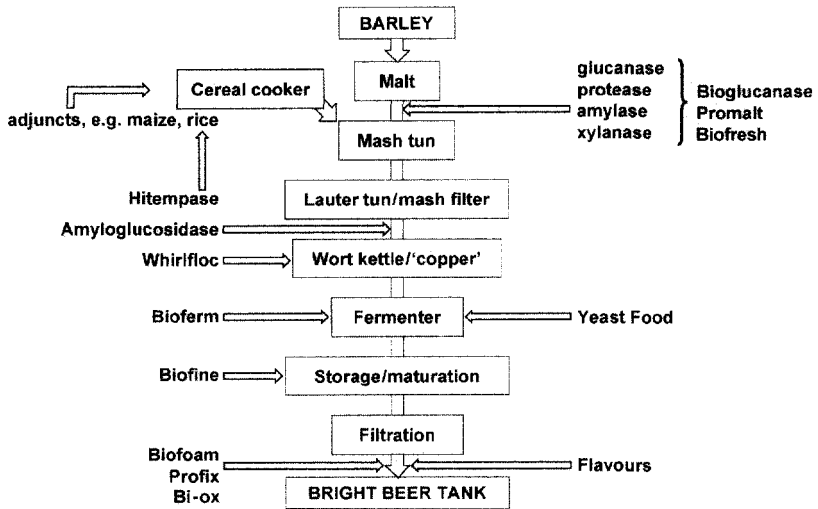 BARLEY
Malt
Cereal cooker
adjuncts, e.g. maize, rice
glucanase
protease
amylase
xylanase
Bioglucanase
Promalt
Biofresh
Mash tun
Hitempase
Lauter tun/mash filter
Amyloglucosidase
Whirlfloc
Wort kettle/‘copper’
Bioferm
Fermenter
Yeast Food
Biofine
Storage/maturation
Filtration
Biofoam
Profix
Bi-ox
Flavours
BRIGHT BEER TANK